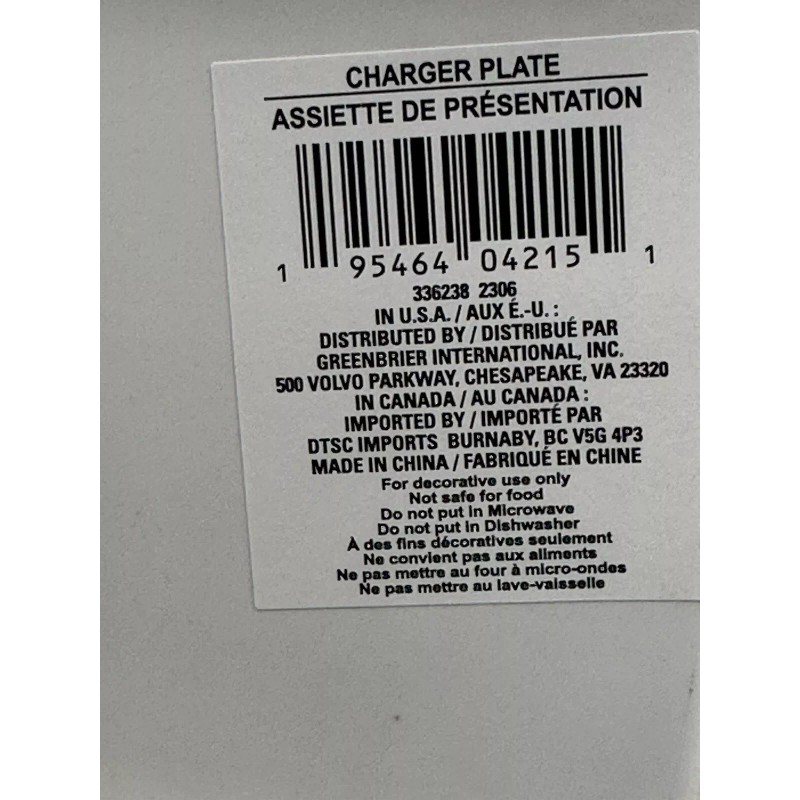 CHARGER PLATE
ASSIETTE DE PRÉSENTATION
1 95464 04215 1
336238 2306
IN U.S.A. / AUX É.-U. :
DISTRIBUTED BY / DISTRIBUÉ PAR
GREENBRIER INTERNATIONAL, INC.
500 VOLVO PARKWAY, CHESAPEAKE, VA 23320
IN CANADA / AU CANADA :
IMPORTED BY / IMPORTÉ PAR
DTSC IMPORTS BURNABY, BC V5G 4P3
MADE IN CHINA / FABRIQUÉ EN CHINE
For decorative use only
Not safe for food
Do not put in Microwave
Do not put in Dishwasher
À des fins décoratives seulement
Ne convient pas aux aliments
Ne pas mettre au four à micro-ondes
Ne pas mettre au lave-vaisselle